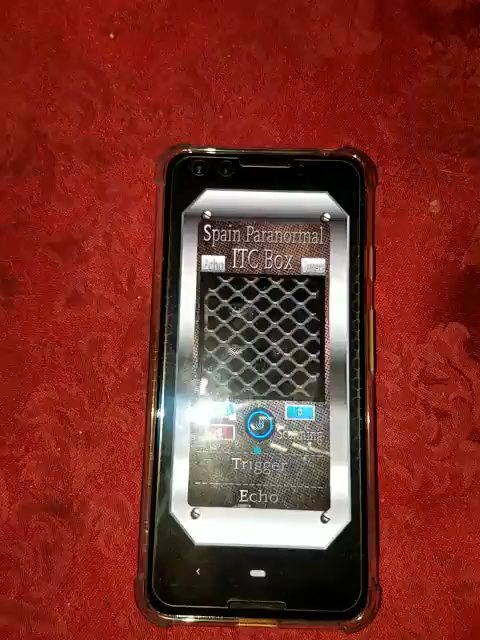 Spain Paranormal
ITC Box
Echo
Scanning
Trigger
Echo